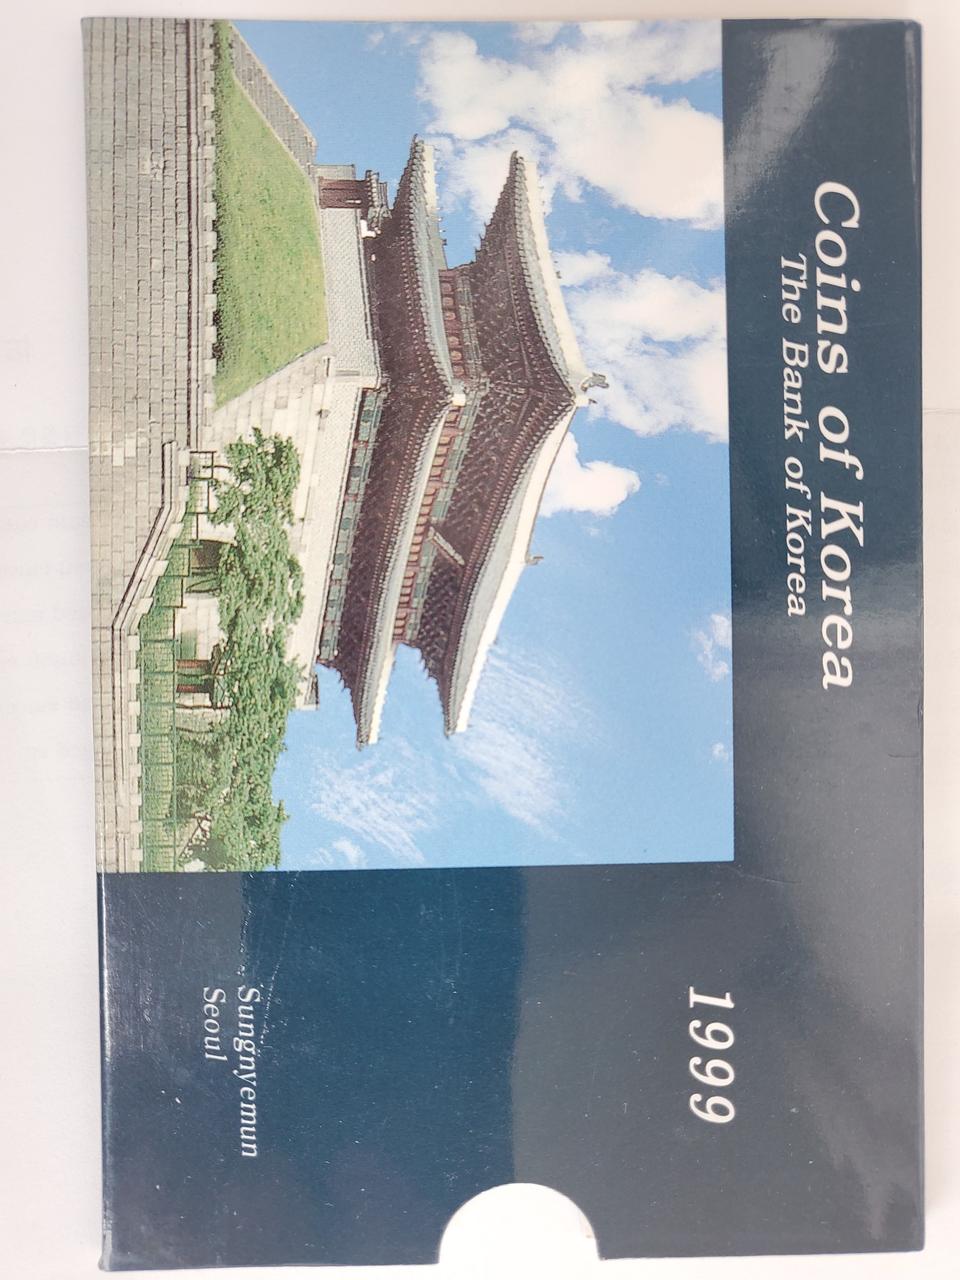 Coins of Korea
The Bank of Korea
1999
Sungnyemun
Seoul